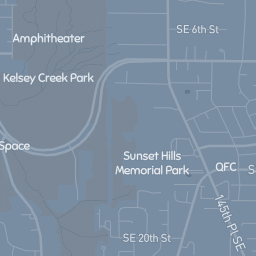 SE 6th St
Amphitheater
Kelsey Creek Park
Space
Sunset Hills
Memorial Park
QFC
S
145th Pl SE
SE 20th St